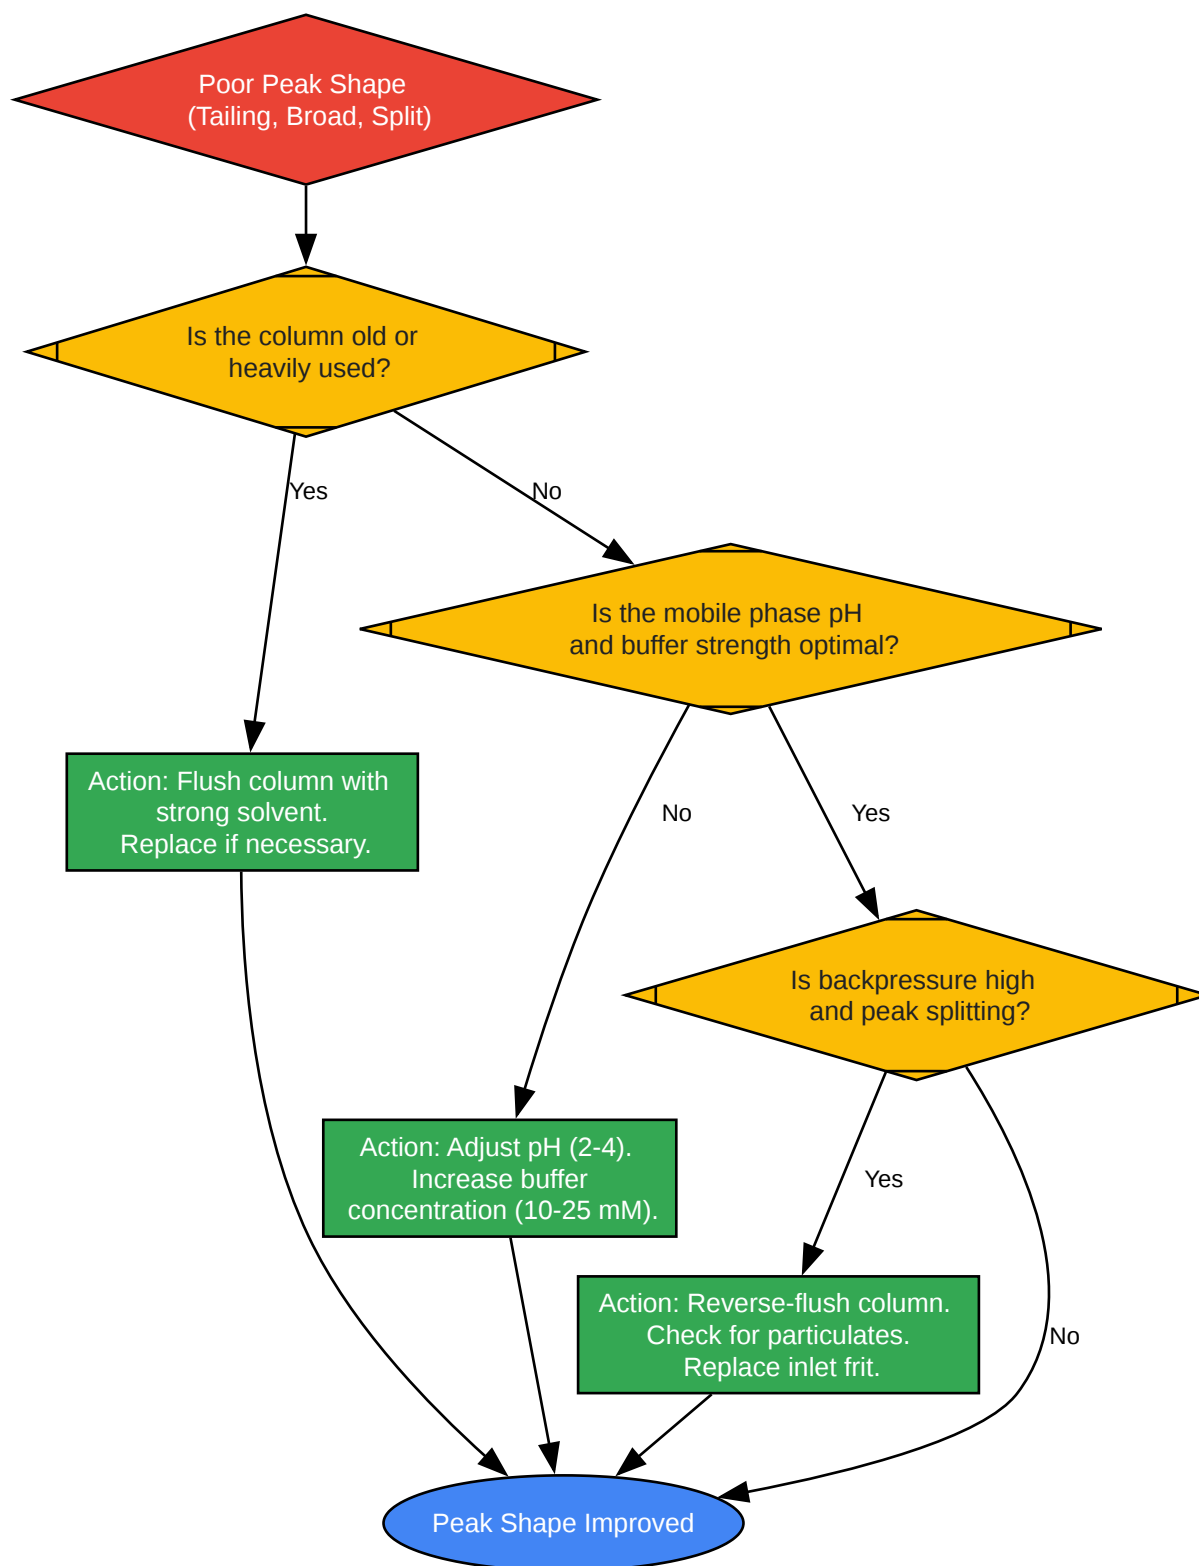 Poor Peak Shape
(Tailing, Broad, Split)
Is the column old or
heavily used?
Yes
No
Is the mobile phase pH
and buffer strength optimal?
Action: Flush column with
strong solvent.
Replace if necessary.
No
Yes
Is backpressure high
and peak splitting?
Action: Adjust pH (2-4).
Increase buffer
concentration (10-25 mM).
Yes
Action: Reverse-flush column.
Check for particulates.
Replace inlet frit.
No
Peak Shape Improved